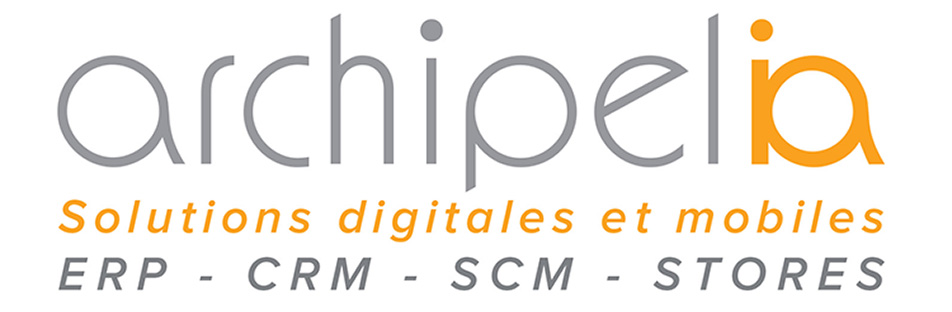 archipelia
Solutions digitales et mobiles
ERP - CRM - SCM - STORES